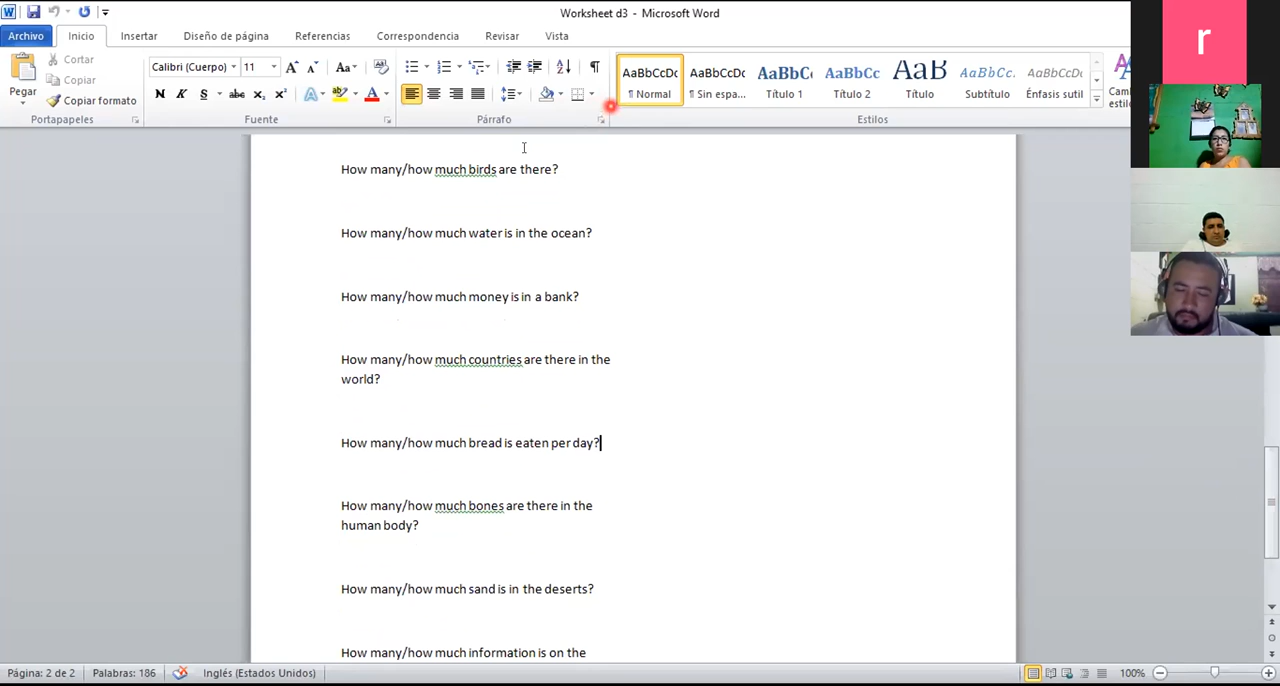 Worksheet d3 - Microsoft Word
Archivo Inicio Insertar Diseño de página Referencias Correspondencia Revisar Vista
Cortar
Copiar
Copiar formato
Pegar
Portapapeles
Calibri (Cuerpo) 11
N K S abc x₂ x²
Fuente
Párrafo
AaBbCcDc AaBbCcDc AaBbC AaBbCc AaB AaBbCc. AaBbCcDc
¶ Normal ¶ Sin espa... Título 1 Título 2 Título Subtítulo Énfasis sutil
Estilos
r
How many/how much birds are there?
How many/how much water is in the ocean?
How many/how much money is in a bank?
How many/how much countries are there in the
world?
How many/how much bread is eaten per day?
How many/how much bones are there in the
human body?
How many/how much sand is in the deserts?
How many/how much information is on the
Página: 2 de 2 Palabras: 186 Inglés (Estados Unidos) 100%